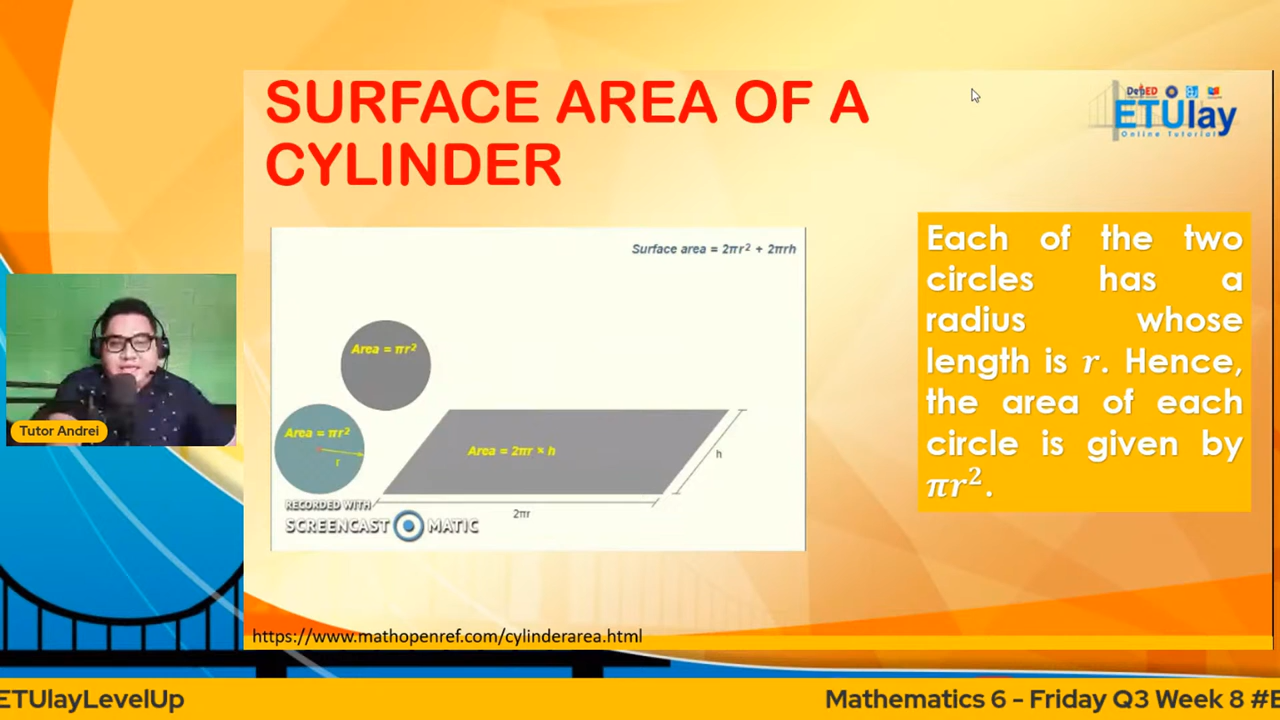 SURFACE AREA OF A
CYLINDER
DepED
ETUlay
Online Tutorial
Surface area = 2πr² + 2πrh
Area = πr²
Area = πr²
r
Area = 2πr × h
h
2πr
RECORDED WITH
SCREENCAST MATIC
Each of the two
circles has a
radius whose
length is r. Hence,
the area of each
circle is given by
πr².
Tutor Andrei
https://www.mathopenref.com/cylinderarea.html
ETUlayLevelUp
Mathematics 6 - Friday Q3 Week 8 #E